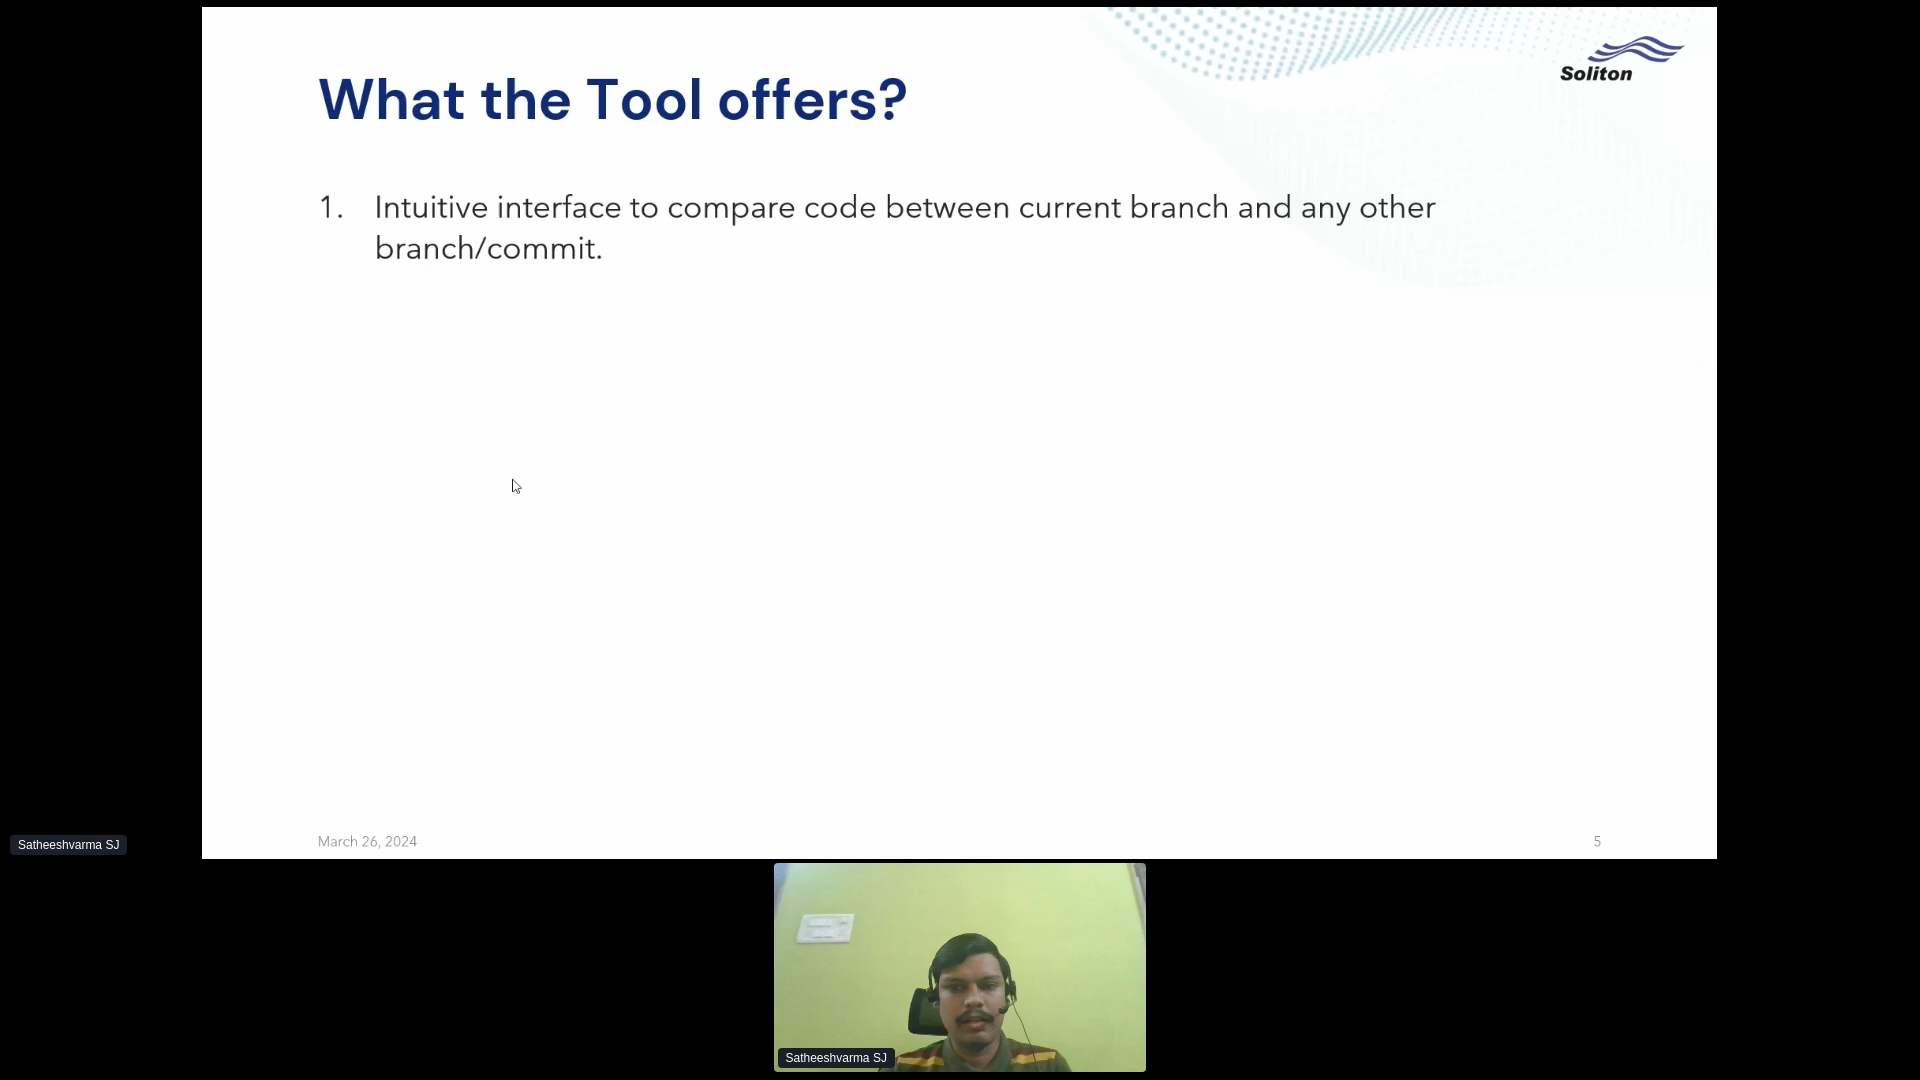 Soliton
What the Tool offers?
1. Intuitive interface to compare code between current branch and any other
branch/commit.
March 26, 2024
5
Satheeshvarma SJ
Satheeshvarma SJ